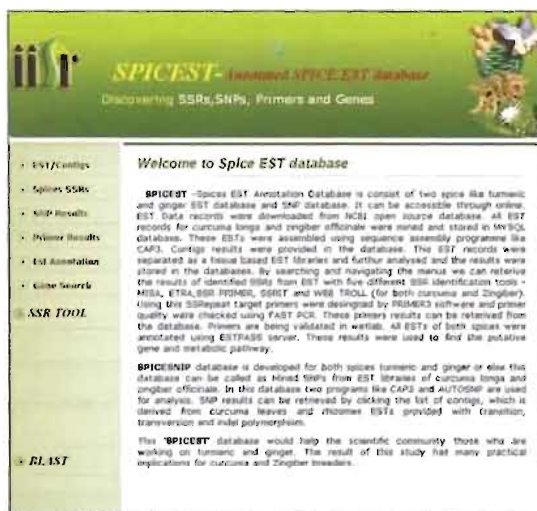 iisr
SPICEST-Annotated SPICE EST database
Discovering SSRs,SNPs, Primers and Genes
EST/Contigs
Spices SSRs
SNP Results
Primer Results
Est Annotation
Gene Search
SSR TOOL
BLAST
Welcome to Spice EST database
SPICEST -Spices EST Annotation Database is consist of two spice like turmeric
and ginger EST database and SNP database. It can be accessible through online.
EST Data records were downloaded from NCBI open source database. All EST
records for curcuma longa and zingiber officinale were mined and stored in MYSQL
database. These ESTs were assembled using sequence assembly programme like
CAP3. Contigs results were provided in the database. This EST records were
separated as a tissue based EST libraries and furthur analysed and the results were
stored in the databases. By searching and navigating the manus we can reterive
the results of identified SSRs from EST with five different SSR identification tools -
MISA, ETRA,SSR PRIMER, SSRIT and WEB TROLL (for both curcuma and Zingiber).
Using this SSRepeat target primers were designed by PRIMER3 software and primer
quality were checked using FAST PCR. These primers results can be reterived from
the database. Primers are being validated in wetlab. All ESTs of both spices were
annotated using ESTPASS server. These results were used to find the putative
gene and metabolic pathway.
SPICESNIP database is developed for both spices turmeric and ginger or else this
database can be called as Mined SNPs from EST libraries of curcuma longa and
zingiber officinale. In this database two programs like CAP3 and AUTOSNP are used
for analysis. SNP results can be retrieved by clicking the list of contigs, which is
derived from curcuma leaves and rhizomes ESTs provided with transition,
transversion and indel polymorphism.
This "SPICEST" database would help the scientific community those who are
working on turmeric and ginger. The result of this study had many practical
implications for curcuma and Zingiber breeders.